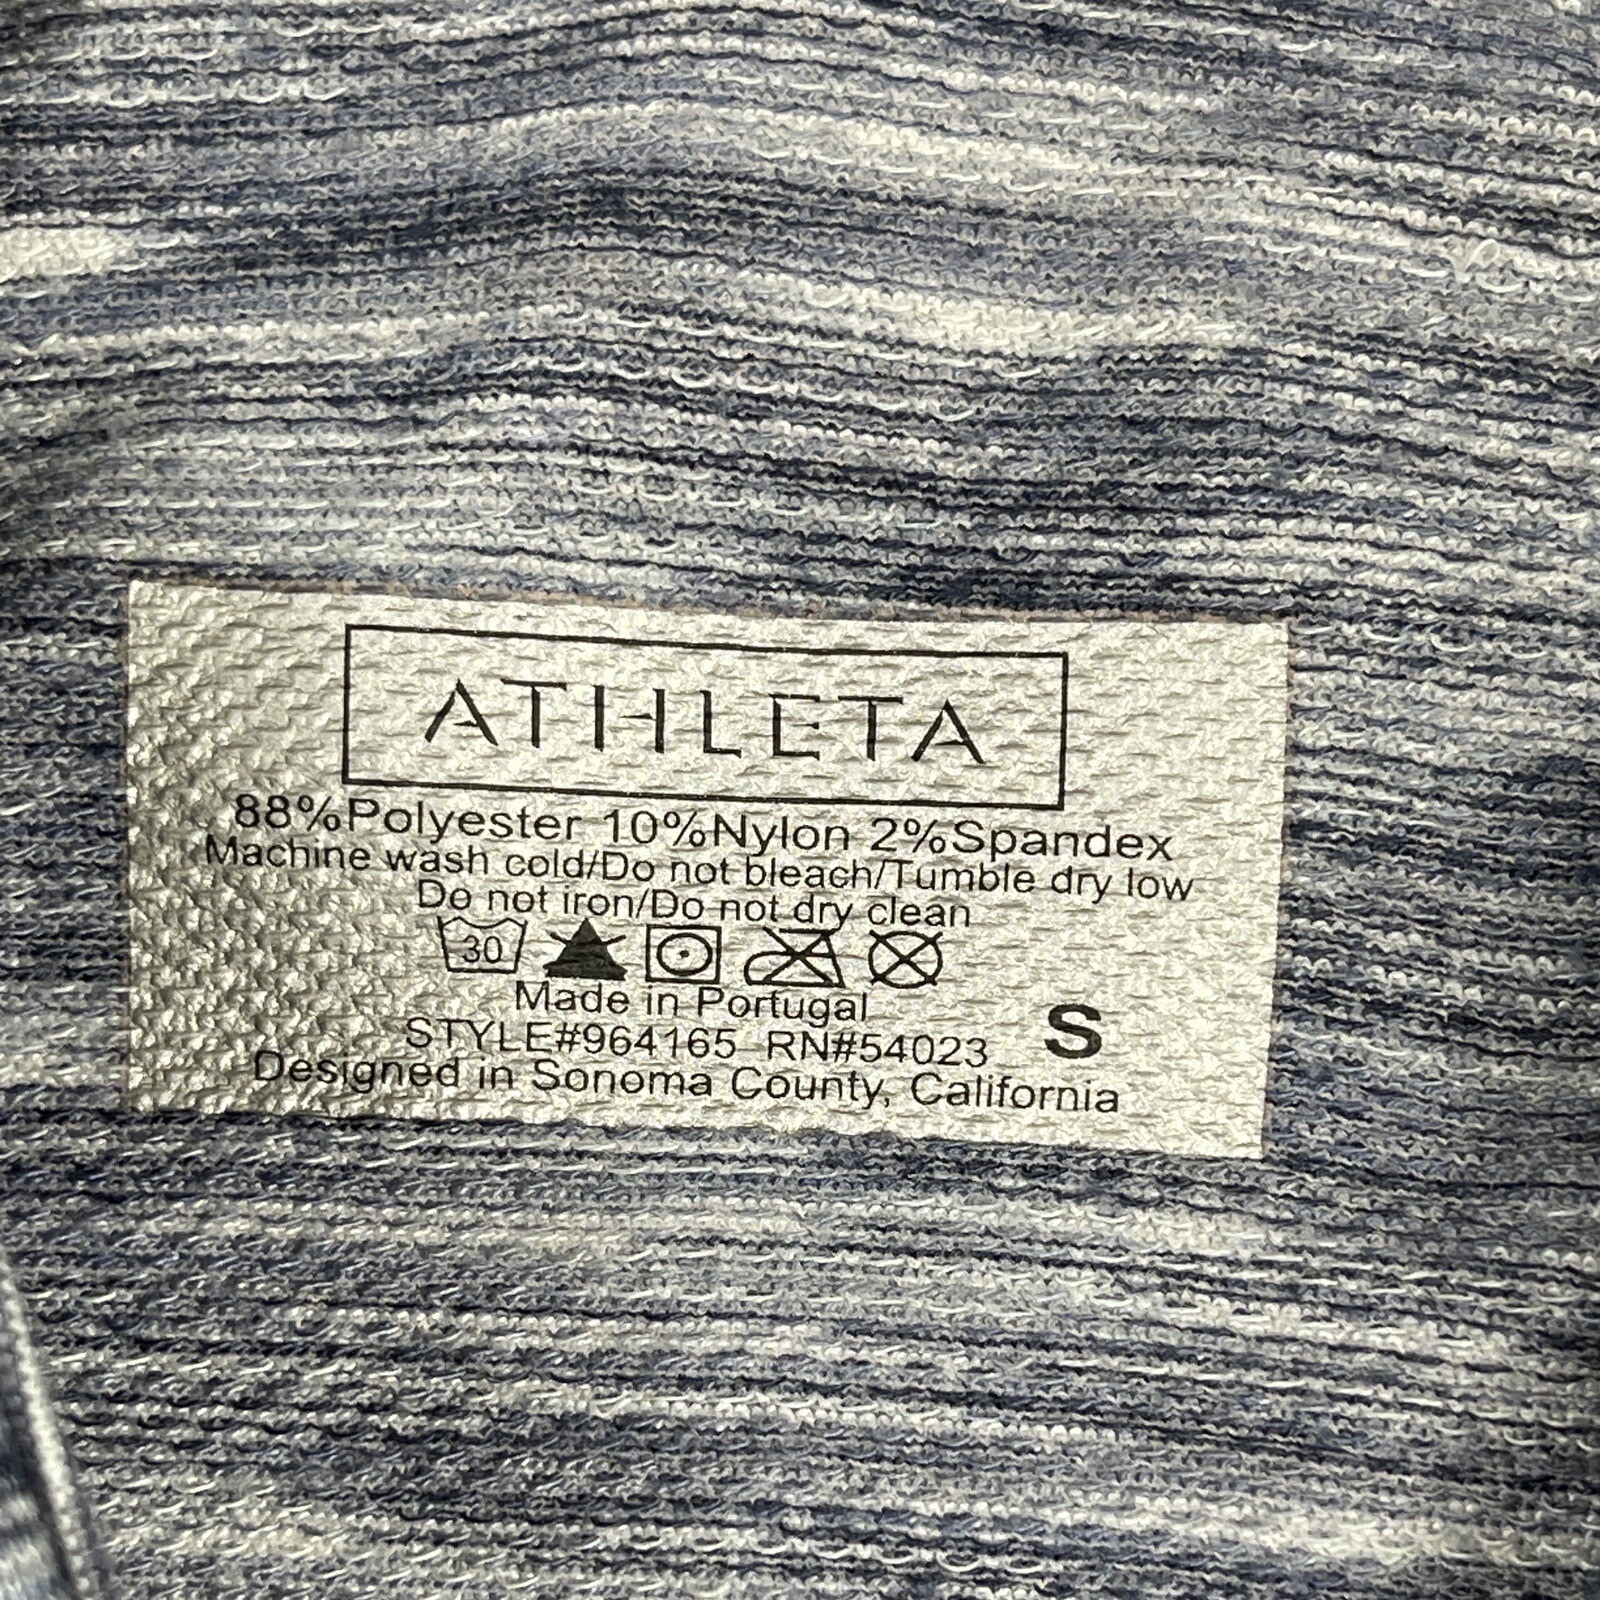 ATHLETA
88%Polyester 10%Nylon 2%Spandex
Machine wash cold/Do not bleach/Tumble dry low
Do not iron/Do not dry clean
30
Made in Portugal
STYLE#964165 RN#54023
S
Designed in Sonoma County, California